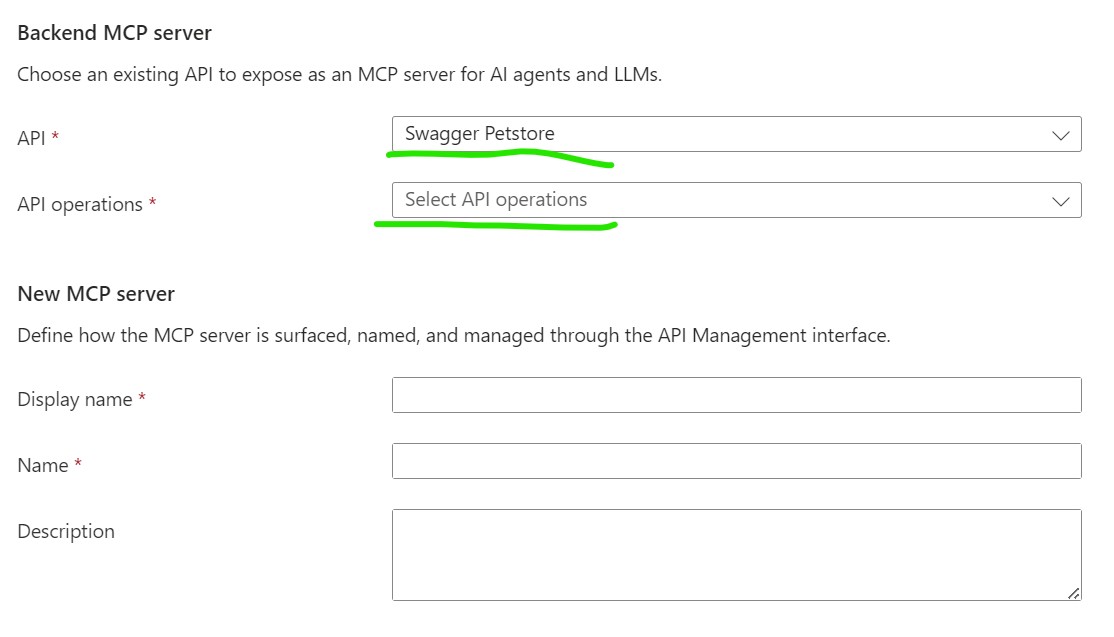 Backend MCP server
Choose an existing API to expose as an MCP server for AI agents and LLMs.
API * Swagger Petstore
API operations * Select API operations
New MCP server
Define how the MCP server is surfaced, named, and managed through the API Management interface.
Display name *
Name *
Description